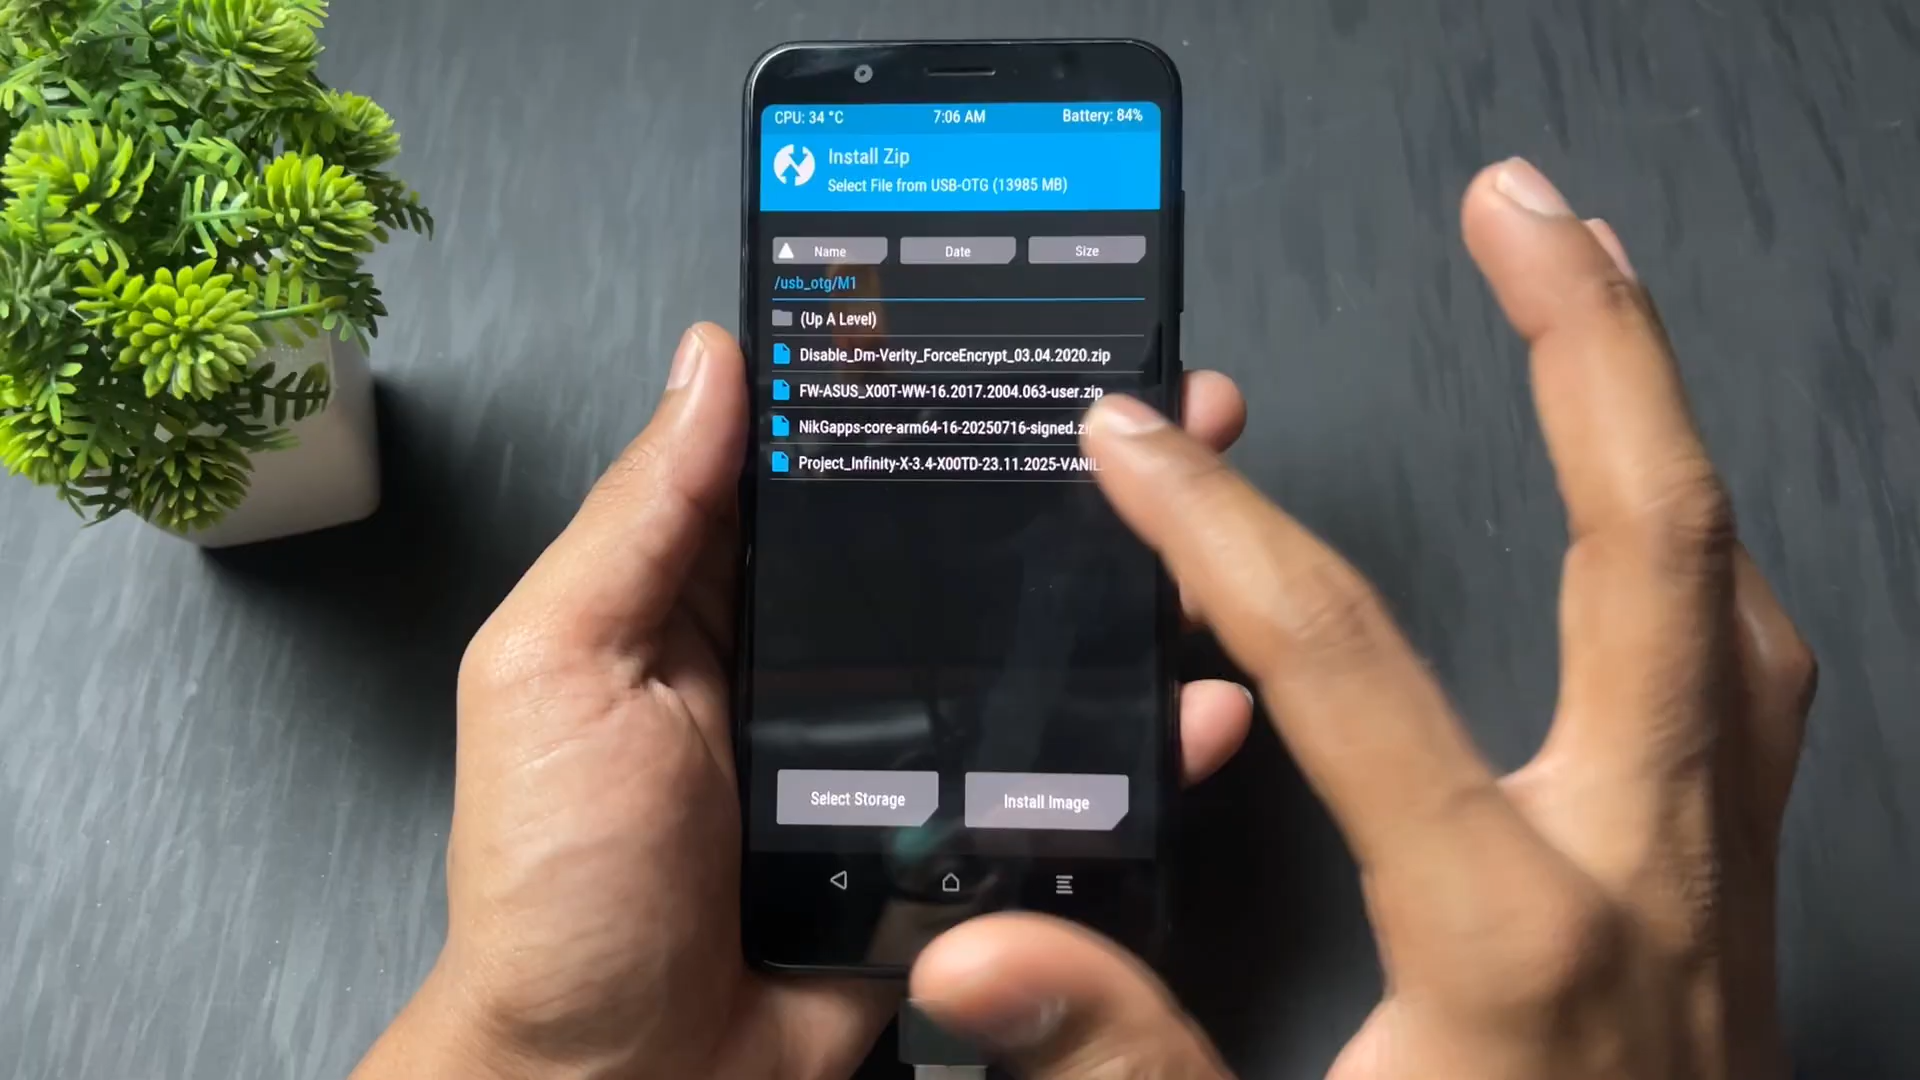 CPU: 34 °C 7:06 AM Battery: 84%
Install Zip
Select File from USB-OTG (13985 MB)
Name Date Size
/usb_otg/M1
(Up A Level)
Disable_Dm-Verity_ForceEncrypt_03.04.2020.zip
FW-ASUS_X00T-WW-16.2017.2004.063-user.zip
NikGapps-core-arm64-16-20250716-signed.zip
Project_Infinity-X-3.4-X00TD-23.11.2025-VANIL
Select Storage Install Image